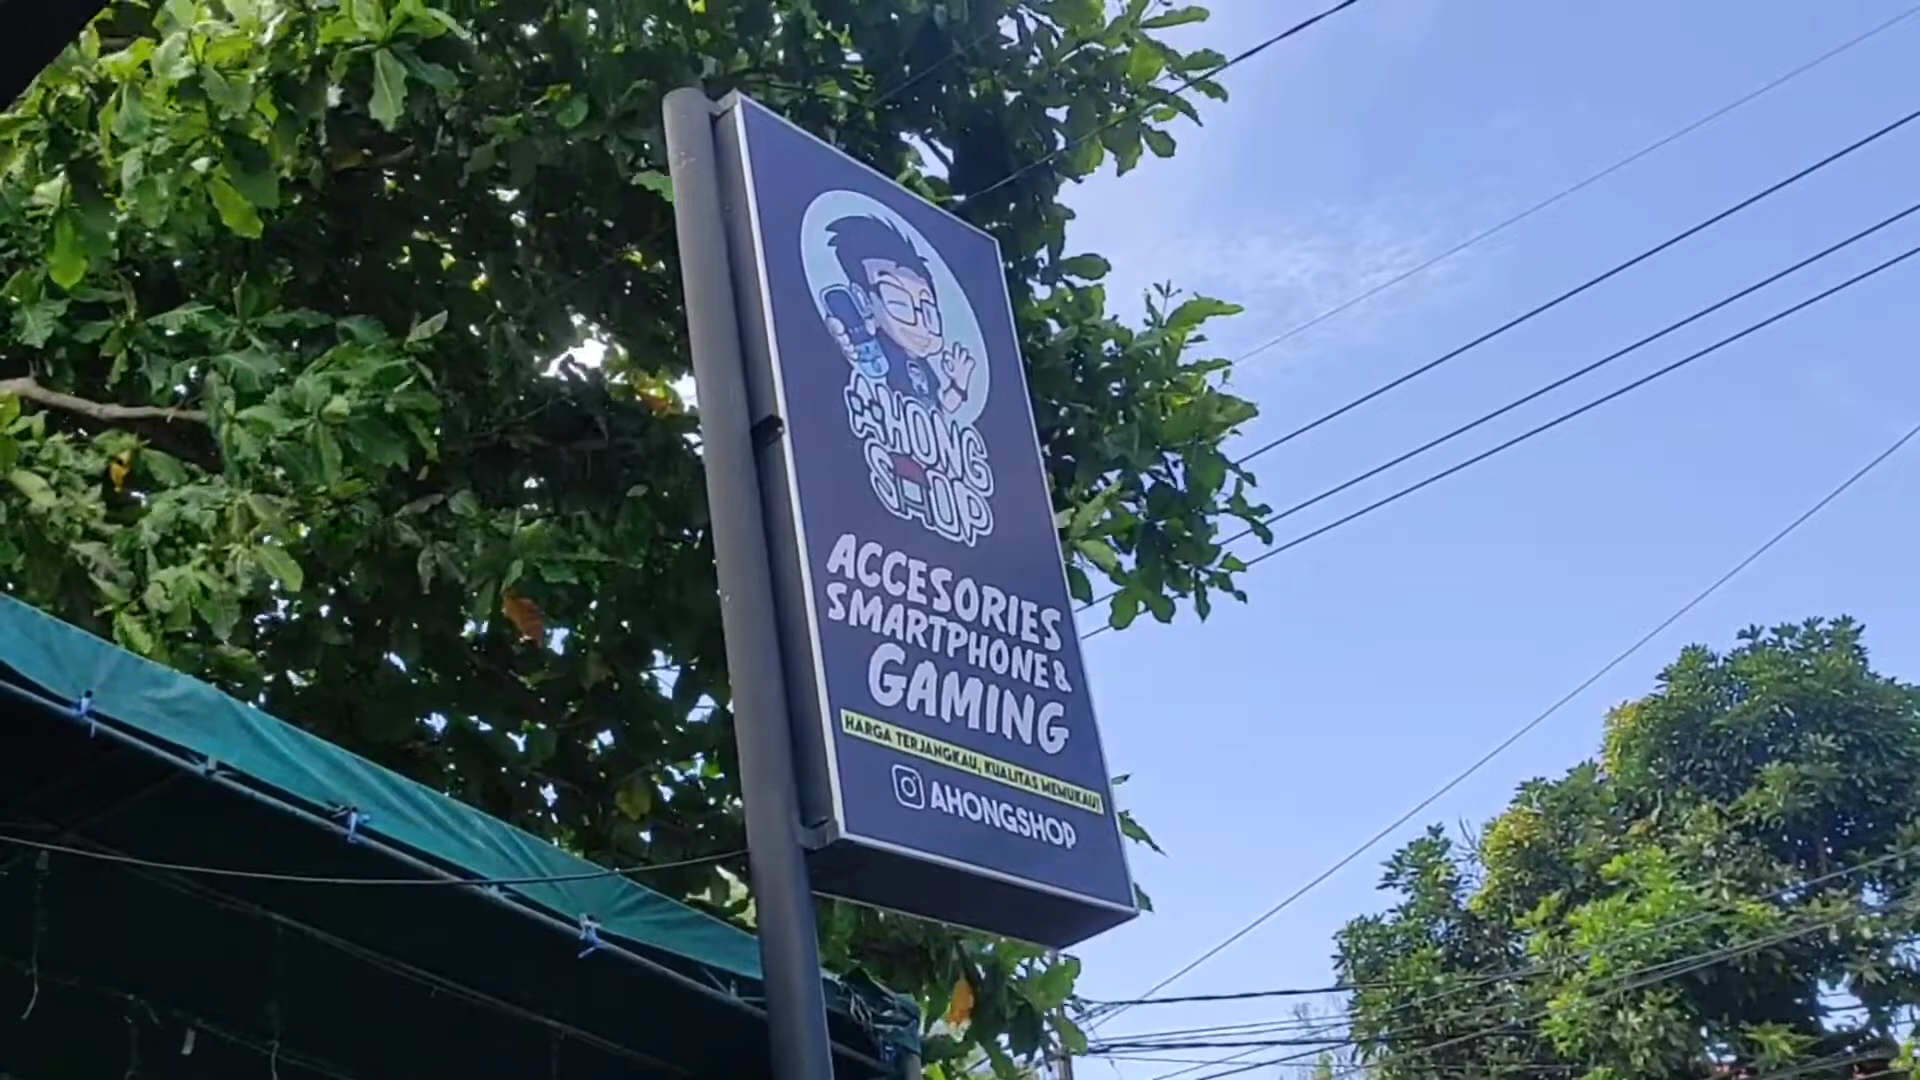 AHONG
SHOP
ACCESORIES
SMARTPHONE &
GAMING
HARGA TERJANGKAU, KUALITAS MEMUKAU!
AHONGSHOP